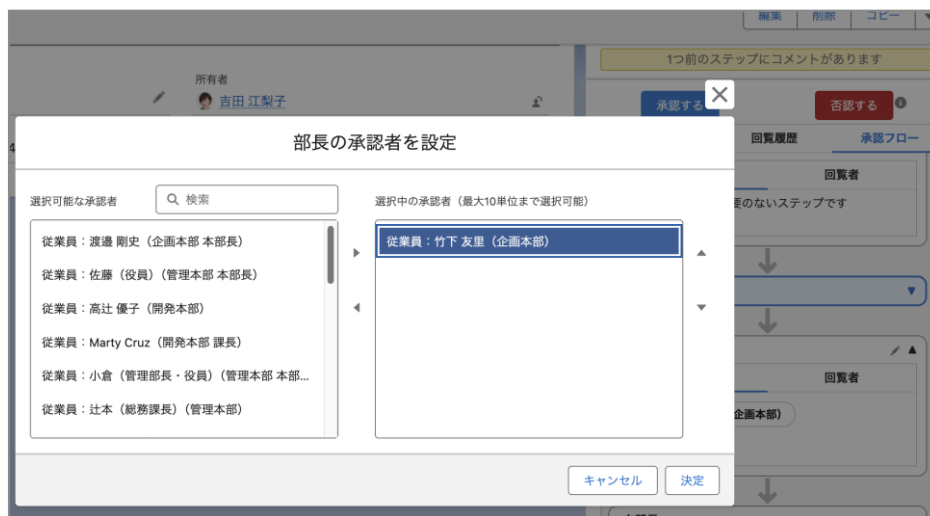 編集 削除 コピー
1つ前のステップにコメントがあります
所有者
吉田 江梨子
承認する
否認する
回覧履歴 承認フロー
回覧者
要のないステップです
部長の承認者を設定
選択可能な承認者
検索
選択中の承認者（最大10単位まで選択可能）
従業員：渡邉 剛史（企画本部 本部長）
従業員：佐藤（役員）（管理本部 本部長）
従業員：高辻 優子（開発本部）
従業員：Marty Cruz（開発本部 課長）
従業員：小倉（管理部長・役員）（管理本部 本部...
従業員：辻本（総務課長）（管理本部）
従業員：竹下 友里（企画本部）
回覧者
企画本部）
キャンセル 決定